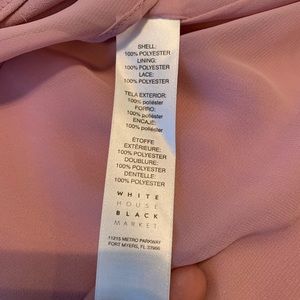 SHELL:
100% POLYESTER
LINING:
100% POLYESTER
LACE:
100% POLYESTER
TELA EXTERIOR:
100% poliéster
FORRO:
100% poliéster
ENCAJE:
100% poliéster
ÉTOFFE
EXTÉRIEURE:
100% POLYESTER
DOUBLURE:
100% POLYESTER
DENTELLE:
100% POLYESTER
WHITE
HOUSE
BLACK
MARKET
11215 METRO PARKWAY
FORT MYERS, FL 33966